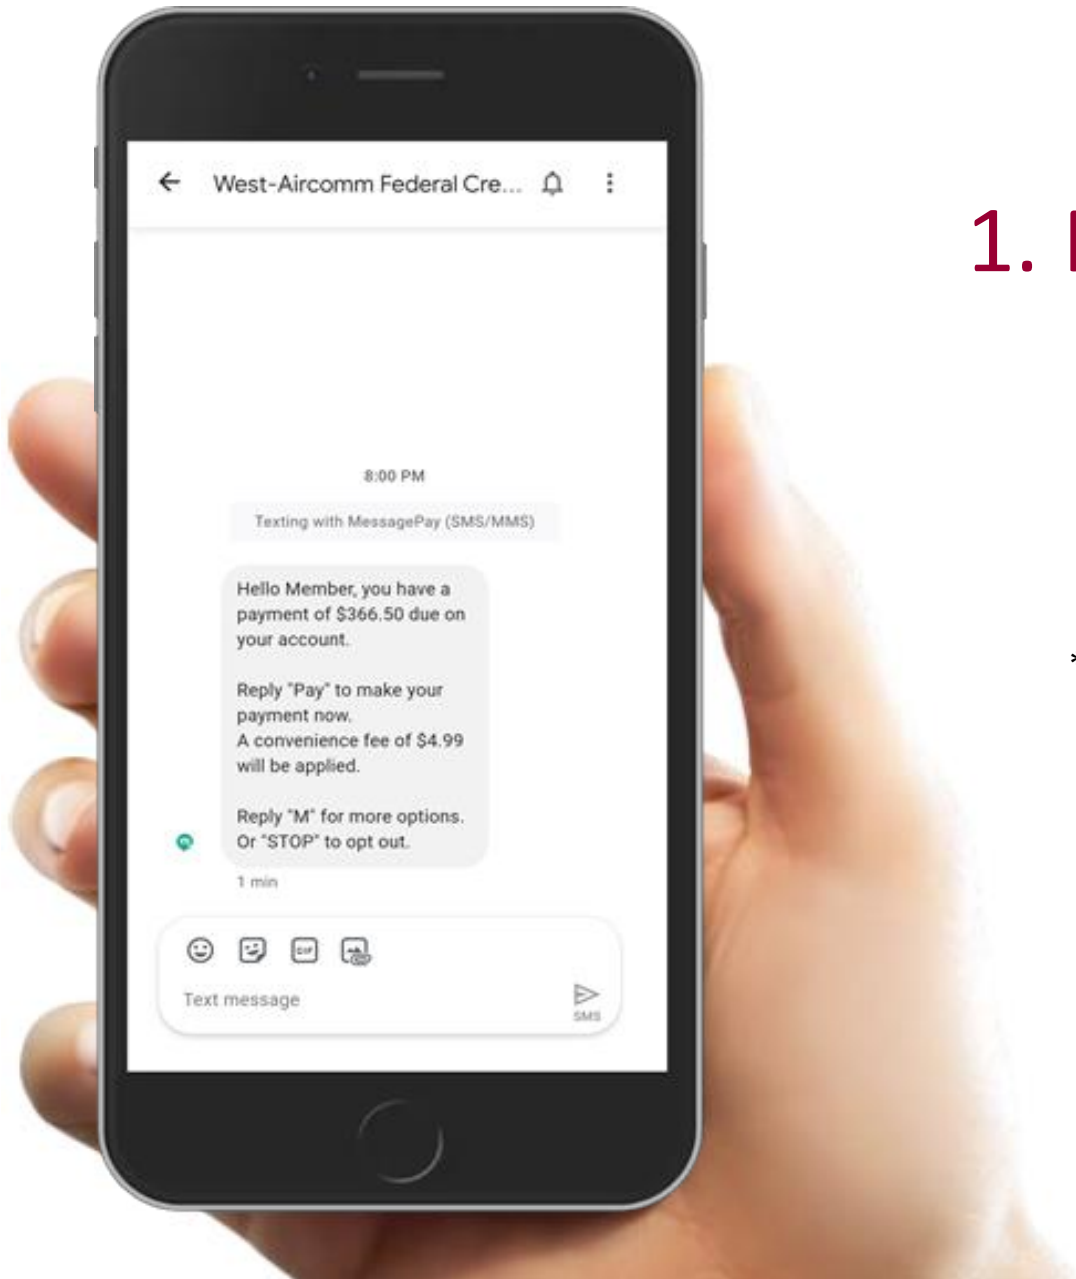 West-Aircomm Federal Cre...
1.
8:00 PM
Texting with MessagePay (SMS/MMS)
Hello Member, you have a
payment of $366.50 due on
your account.
Reply "Pay" to make your
payment now.
A convenience fee of $4.99
will be applied.
Reply "M" for more options.
Or "STOP" to opt out.
1 min
GIF
Text message
SMS